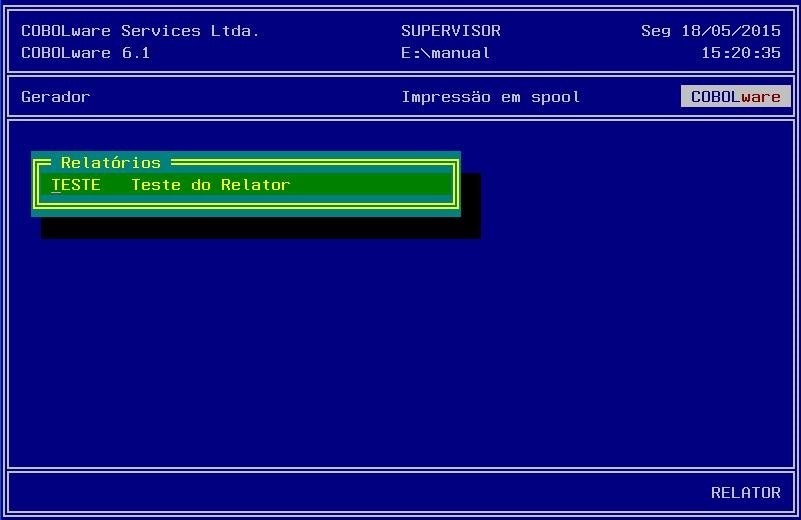 COBOLware Services Ltda. SUPERVISOR Seg 18/05/2015
COBOLware 6.1 E:\manual 15:20:35
Gerador Impressäo em spool COBOLware
Relatórios
TESTE Teste do Relator
RELATOR